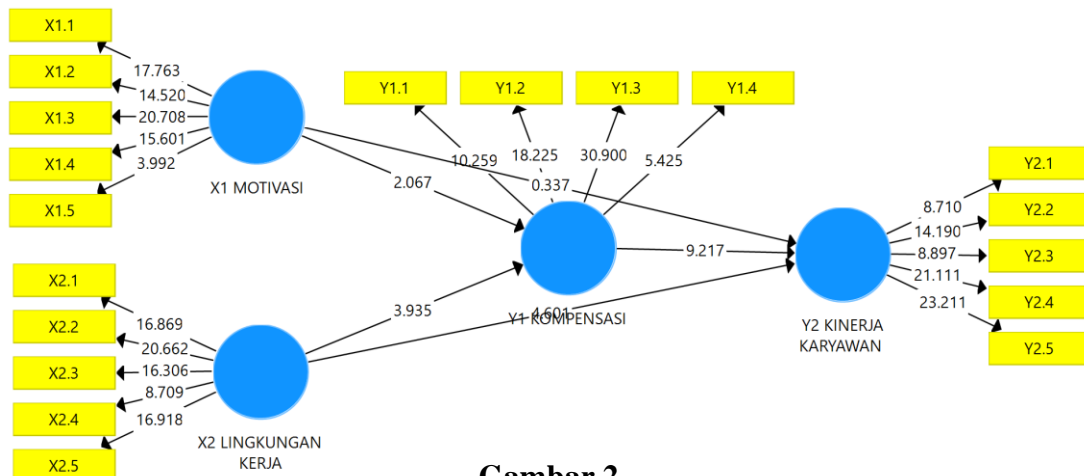 X1.1
X1.2
X1.3
X1.4
X1.5
17.763
14.520
20.708
15.601
3.992
X1 MOTIVASI
Y1.1
Y1.2
Y1.3
Y1.4
10.259
18.225
30.900
5.425
2.067
0.337
9.217
3.935
4.601
Y1 KOMPENSASI
Y2.1
Y2.2
Y2.3
Y2.4
Y2.5
8.710
14.190
8.897
21.111
23.211
Y2 KINERJA
KARYAWAN
X2.1
X2.2
X2.3
X2.4
X2.5
16.869
20.662
16.306
8.709
16.918
X2 LINGKUNGAN
KERJA
Gambar 2